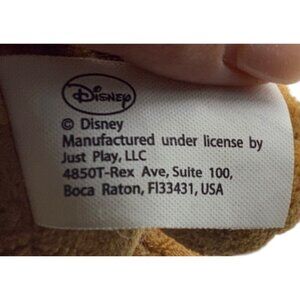 Disney
© Disney
Manufactured under license by
Just Play, LLC
4850T-Rex Ave, Suite 100,
Boca Raton, Fl33431, USA